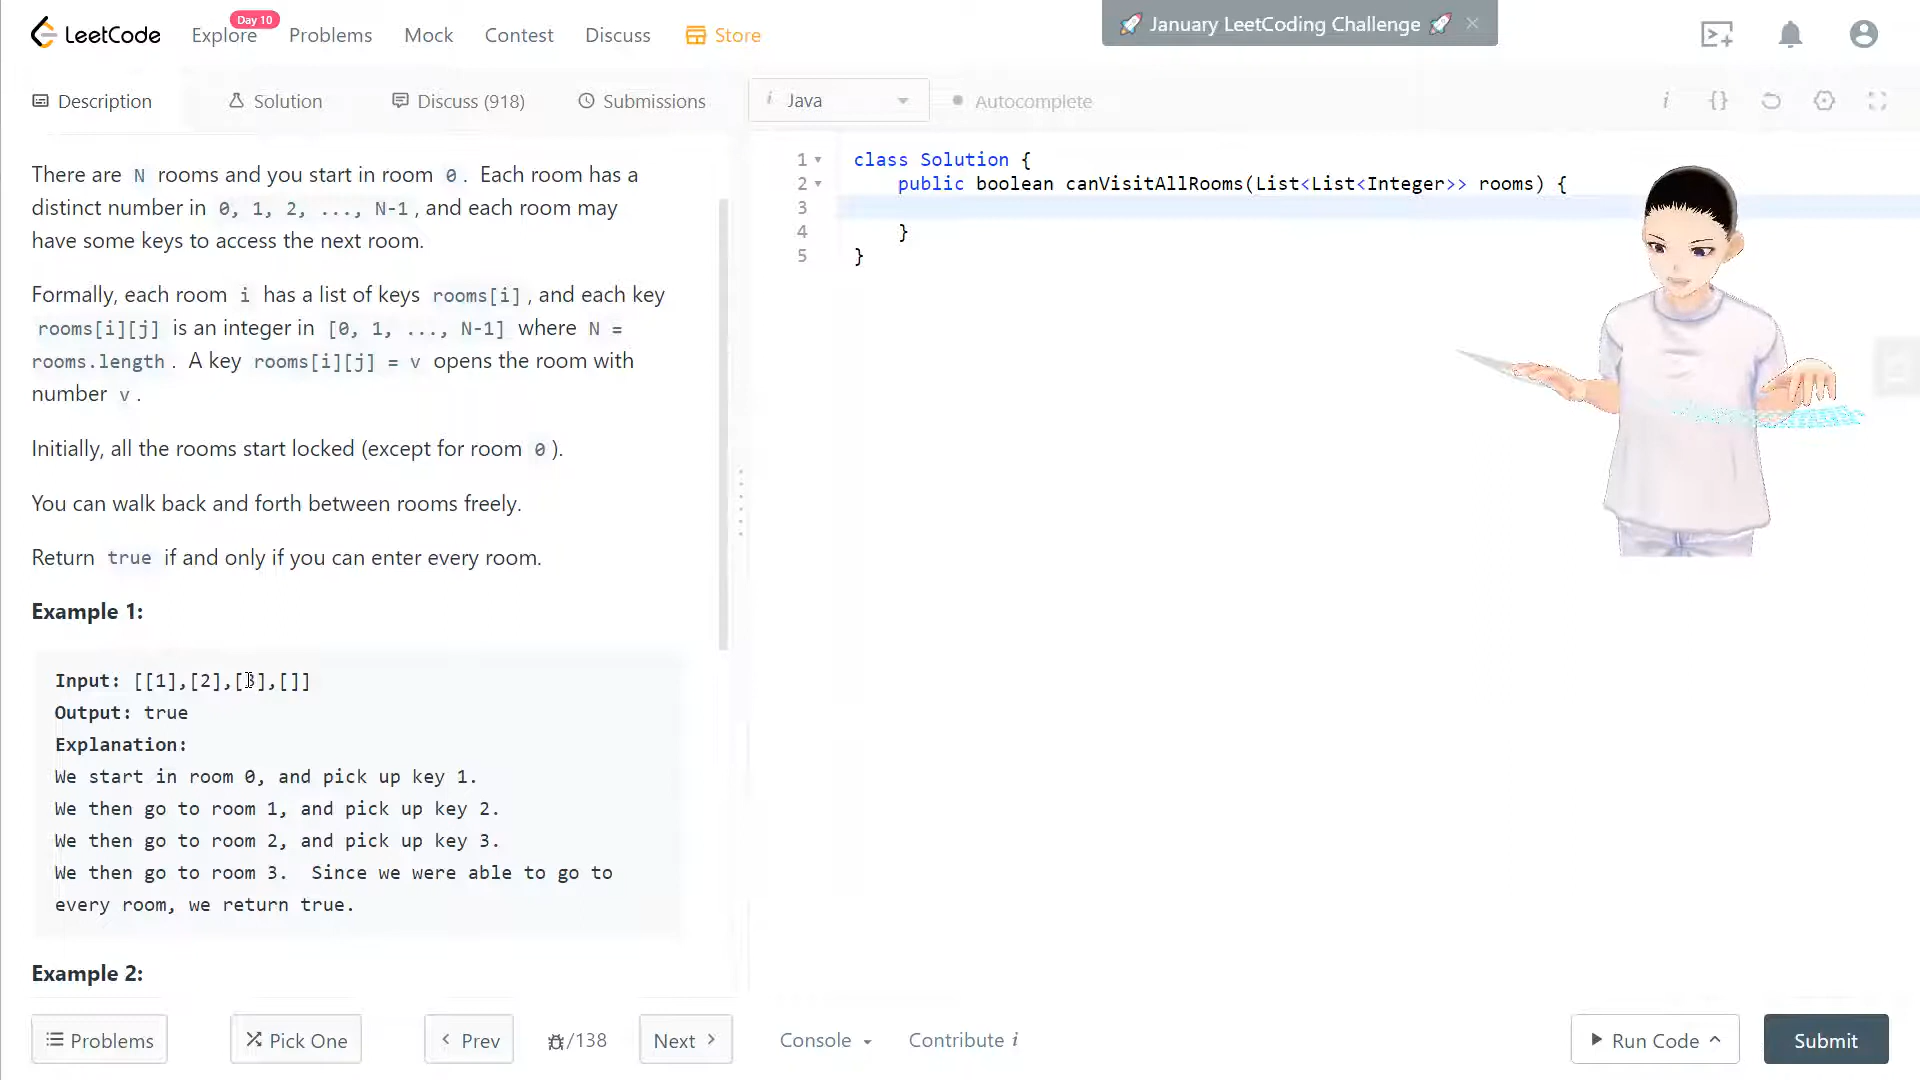 LeetCode
Explore
Day 10
Problems
Mock
Contest
Discuss
Store
🚀 January LeetCoding Challenge 🚀
Description
Solution
Discuss (918)
Submissions
There are N rooms and you start in room 0. Each room has a
distinct number in 0, 1, 2, ..., N-1, and each room may
have some keys to access the next room.
Formally, each room i has a list of keys rooms[i], and each key
rooms[i][j] is an integer in [0, 1, ..., N-1] where N =
rooms.length. A key rooms[i][j] = v opens the room with
number v.
Initially, all the rooms start locked (except for room 0).
You can walk back and forth between rooms freely.
Return true if and only if you can enter every room.
Example 1:
Input: [[1],[2],[3],[]]
Output: true
Explanation:
We start in room 0, and pick up key 1.
We then go to room 1, and pick up key 2.
We then go to room 2, and pick up key 3.
We then go to room 3.  Since we were able to go to
every room, we return true.
Example 2:
i Java
Autocomplete
i {}
1 class Solution {
2 public boolean canVisitAllRooms(List<List<Integer>> rooms) {
3
4 }
5 }
Problems
Pick One
Prev
/138
Next
Console
Contribute i
Run Code
Submit